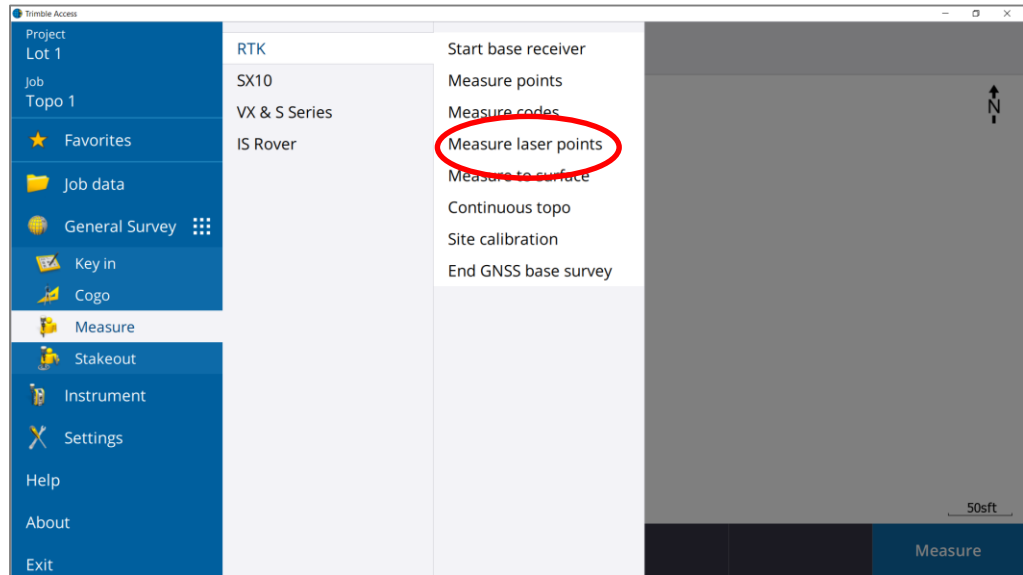 Trimble Access
Project
Lot 1
Job
Topo 1
Favorites
Job data
General Survey
Key in
Cogo
Measure
Stakeout
Instrument
Settings
Help
About
Exit
RTK
SX10
VX & S Series
IS Rover
Start base receiver
Measure points
Measure codes
Measure laser points
Measure to surface
Continuous topo
Site calibration
End GNSS base survey
N
50sft
Measure